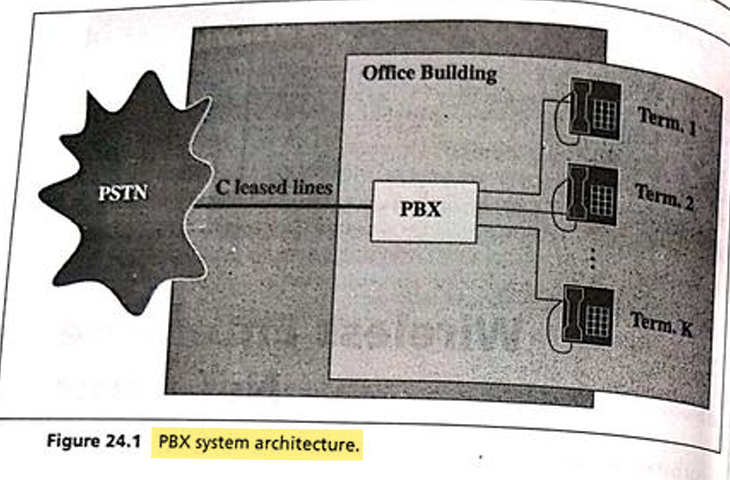 Office Building
Term. 1
PSTN
C leased lines
PBX
Term. 2
Term. K
Figure 24.1 PBX system architecture.